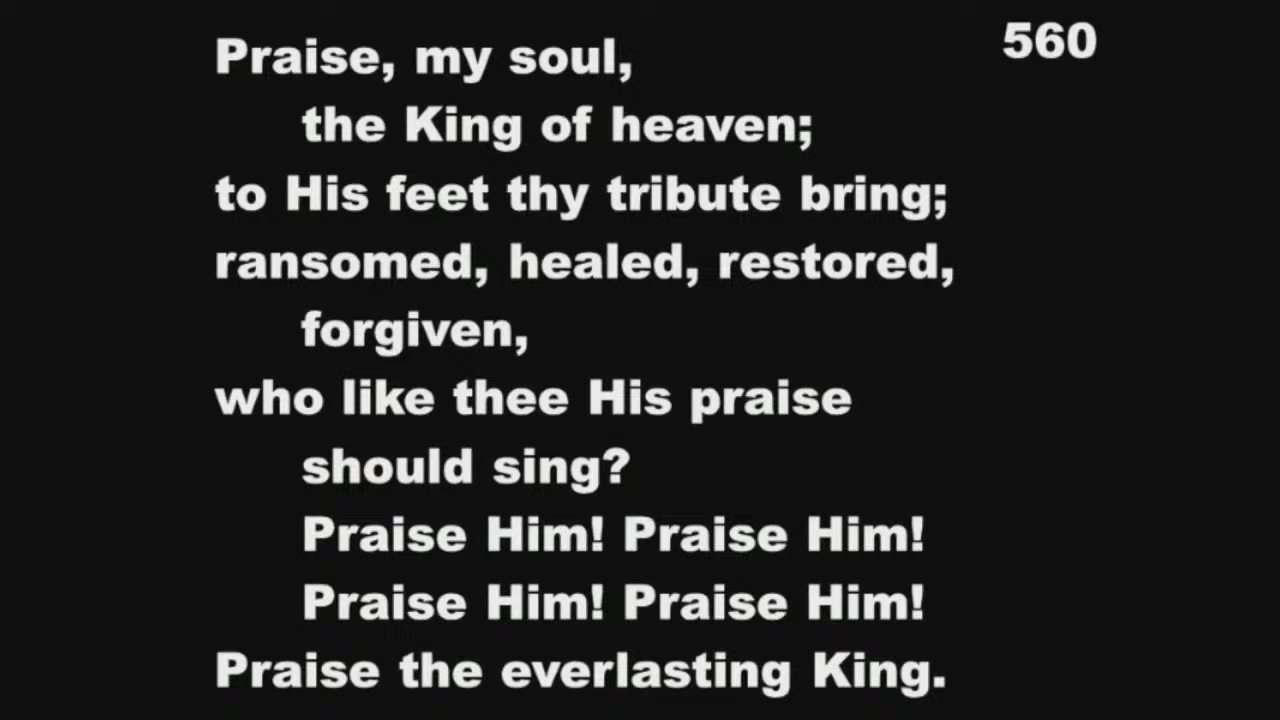 560
Praise, my soul,
the King of heaven;
to His feet thy tribute bring;
ransomed, healed, restored,
forgiven,
who like thee His praise
should sing?
Praise Him! Praise Him!
Praise Him! Praise Him!
Praise the everlasting King.